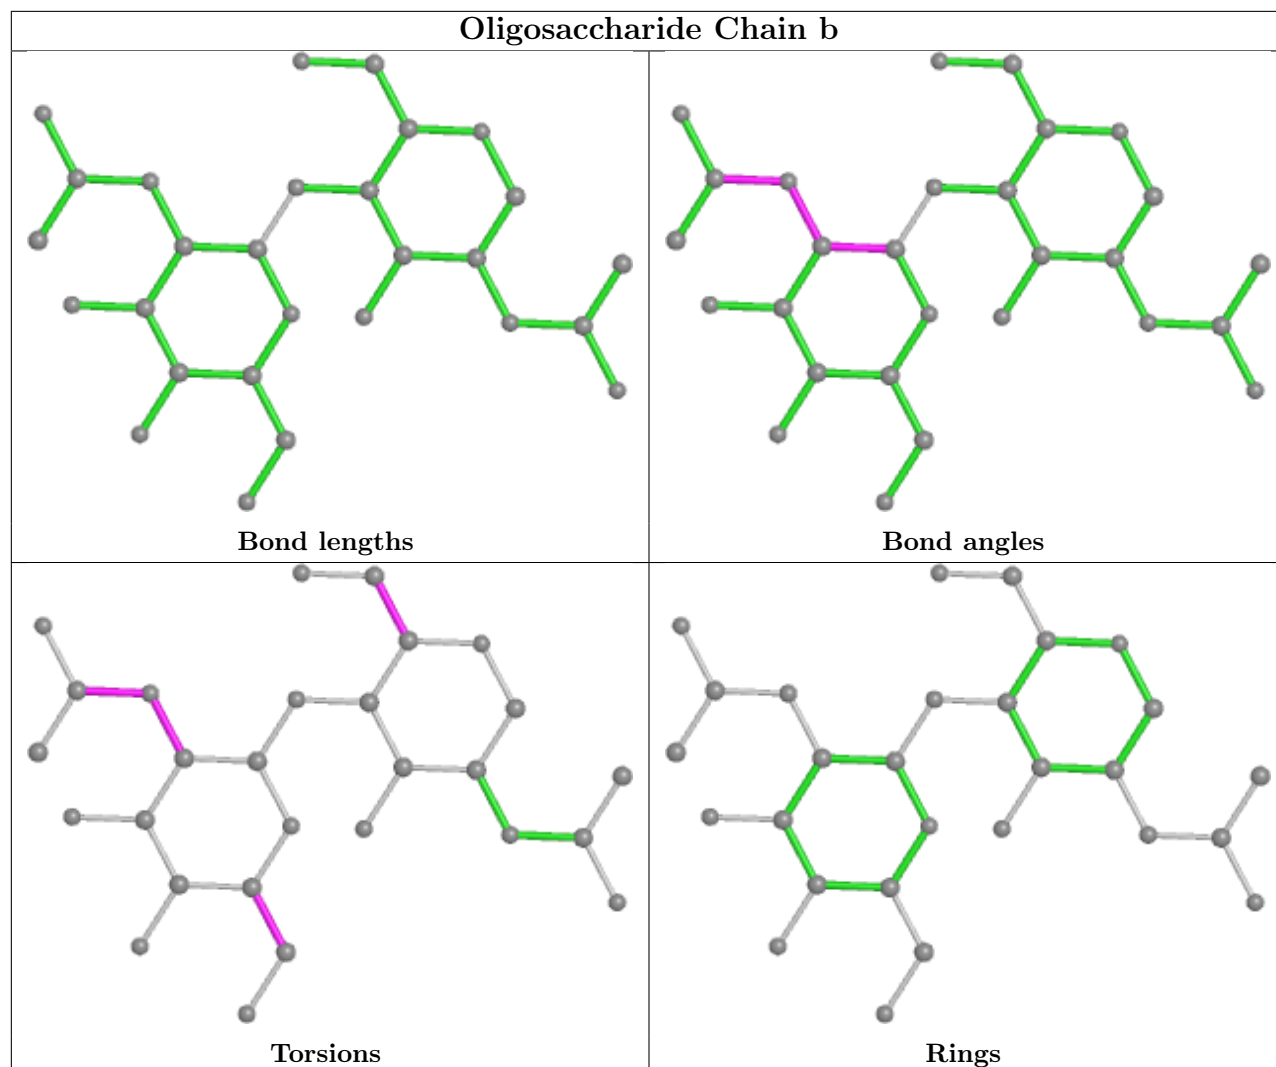 Oligosaccharide Chain b
Bond lengths
Bond angles
Torsions
Rings